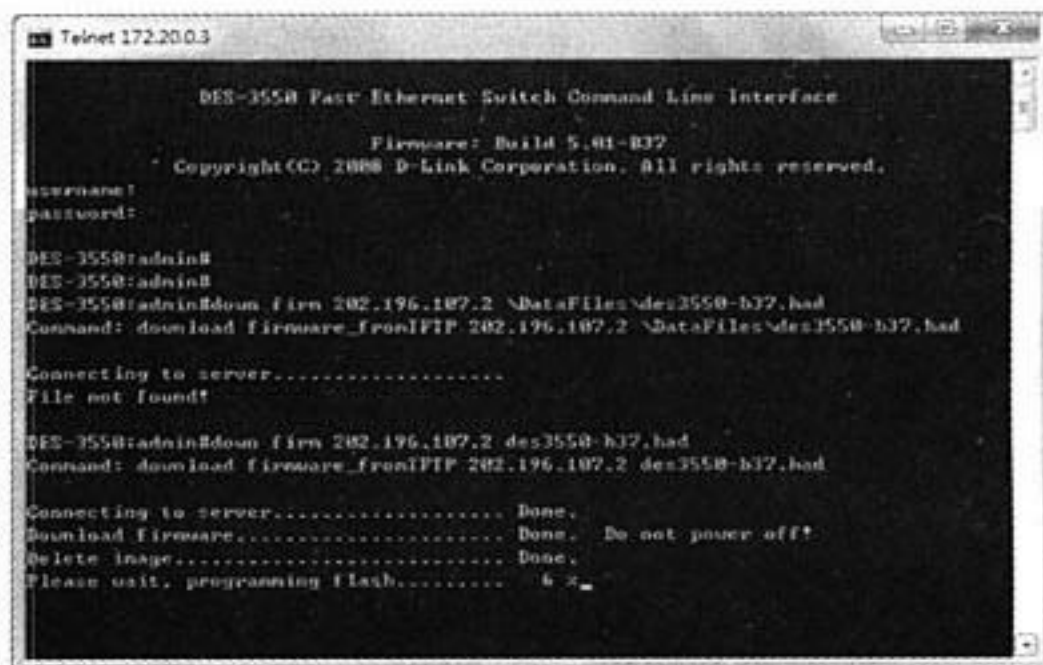 Telnet 172.20.0.3
DES-3550 Fast Ethernet Switch Command Line Interface
Firmware: Build 5.01-B37
Copyright(C) 2008 D-Link Corporation. All rights reserved.
username:
password:
DES-3550:admin#
DES-3550:admin#
DES-3550:admin#down firm 202.196.107.2 \DataFiles\des3550-b37.had
Command: download firmware_fromTFTP 202.196.107.2 \DataFiles\des3550-b37.had
Connecting to server...................
File not found!
DES-3550:admin#down firm 202.196.107.2 des3550-b37.had
Command: download firmware_fromTFTP 202.196.107.2 des3550-b37.had
Connecting to server................... Done.
Download firmware...................... Done. Do not power off!
Delete image........................... Done.
Please wait, programming flash......... 6 %